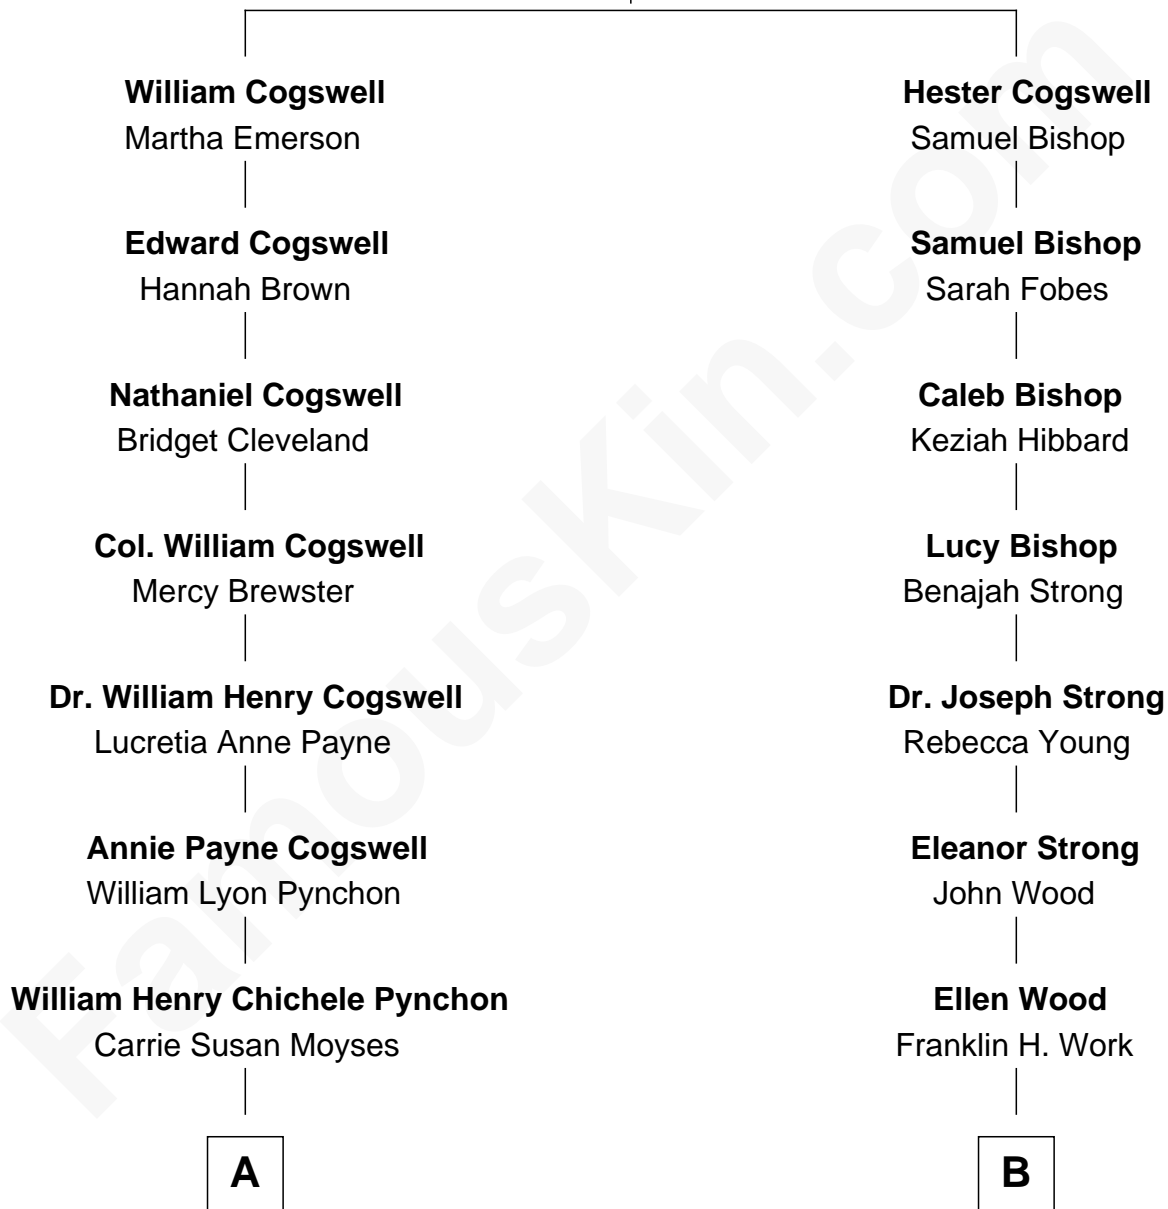 William Cogswell
Martha Emerson
Hester Cogswell
Samuel Bishop
Edward Cogswell
Hannah Brown
Samuel Bishop
Sarah Fobes
Nathaniel Cogswell
Bridget Cleveland
Caleb Bishop
Keziah Hibbard
Col. William Cogswell
Mercy Brewster
Lucy Bishop
Benajah Strong
Dr. William Henry Cogswell
Lucretia Anne Payne
Dr. Joseph Strong
Rebecca Young
Annie Payne Cogswell
William Lyon Pynchon
Eleanor Strong
John Wood
William Henry Chichele Pynchon
Carrie Susan Moyses
Ellen Wood
Franklin H. Work
A
B
FamousKin.com